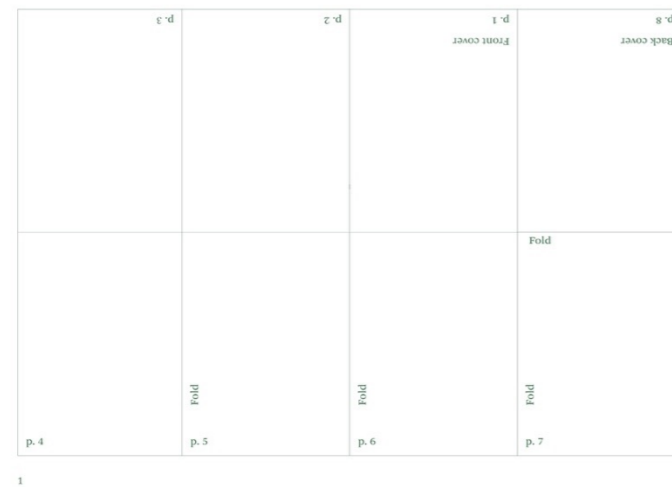 p. 3
p. 2
p. 1
Front cover
p. 8
Back cover
Fold
Fold
Fold
Fold
p. 4
p. 5
p. 6
p. 7
1